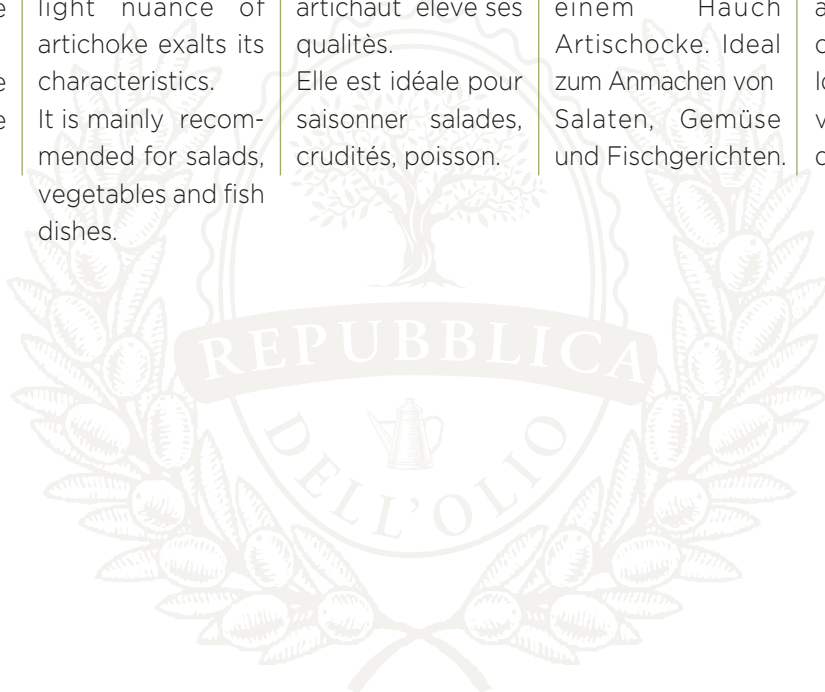 e
e
e
light nuance of
artichoke exalts its
characteristics.
It is mainly recom-
mended for salads,
vegetables and fish
dishes.
artichaut élève ses
qualitès.
Elle est idéale pour
saisonner salades,
crudités, poisson.
einem Hauch
Artischocke. Ideal
zum Anmachen von
Salaten, Gemüse
und Fischgerichten.
REPUBBLICA
DELL'OLIO